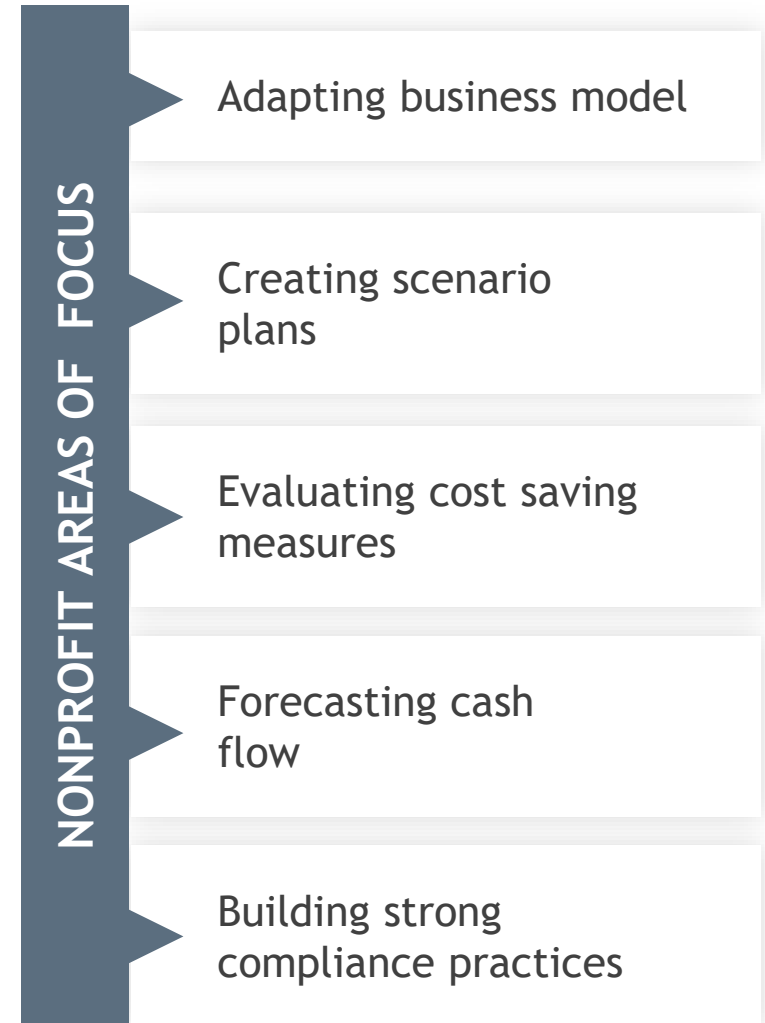 NONPROFIT AREAS OF FOCUS
Adapting business model
Creating scenario
plans
Evaluating cost saving
measures
Forecasting cash
flow
Building strong
compliance practices